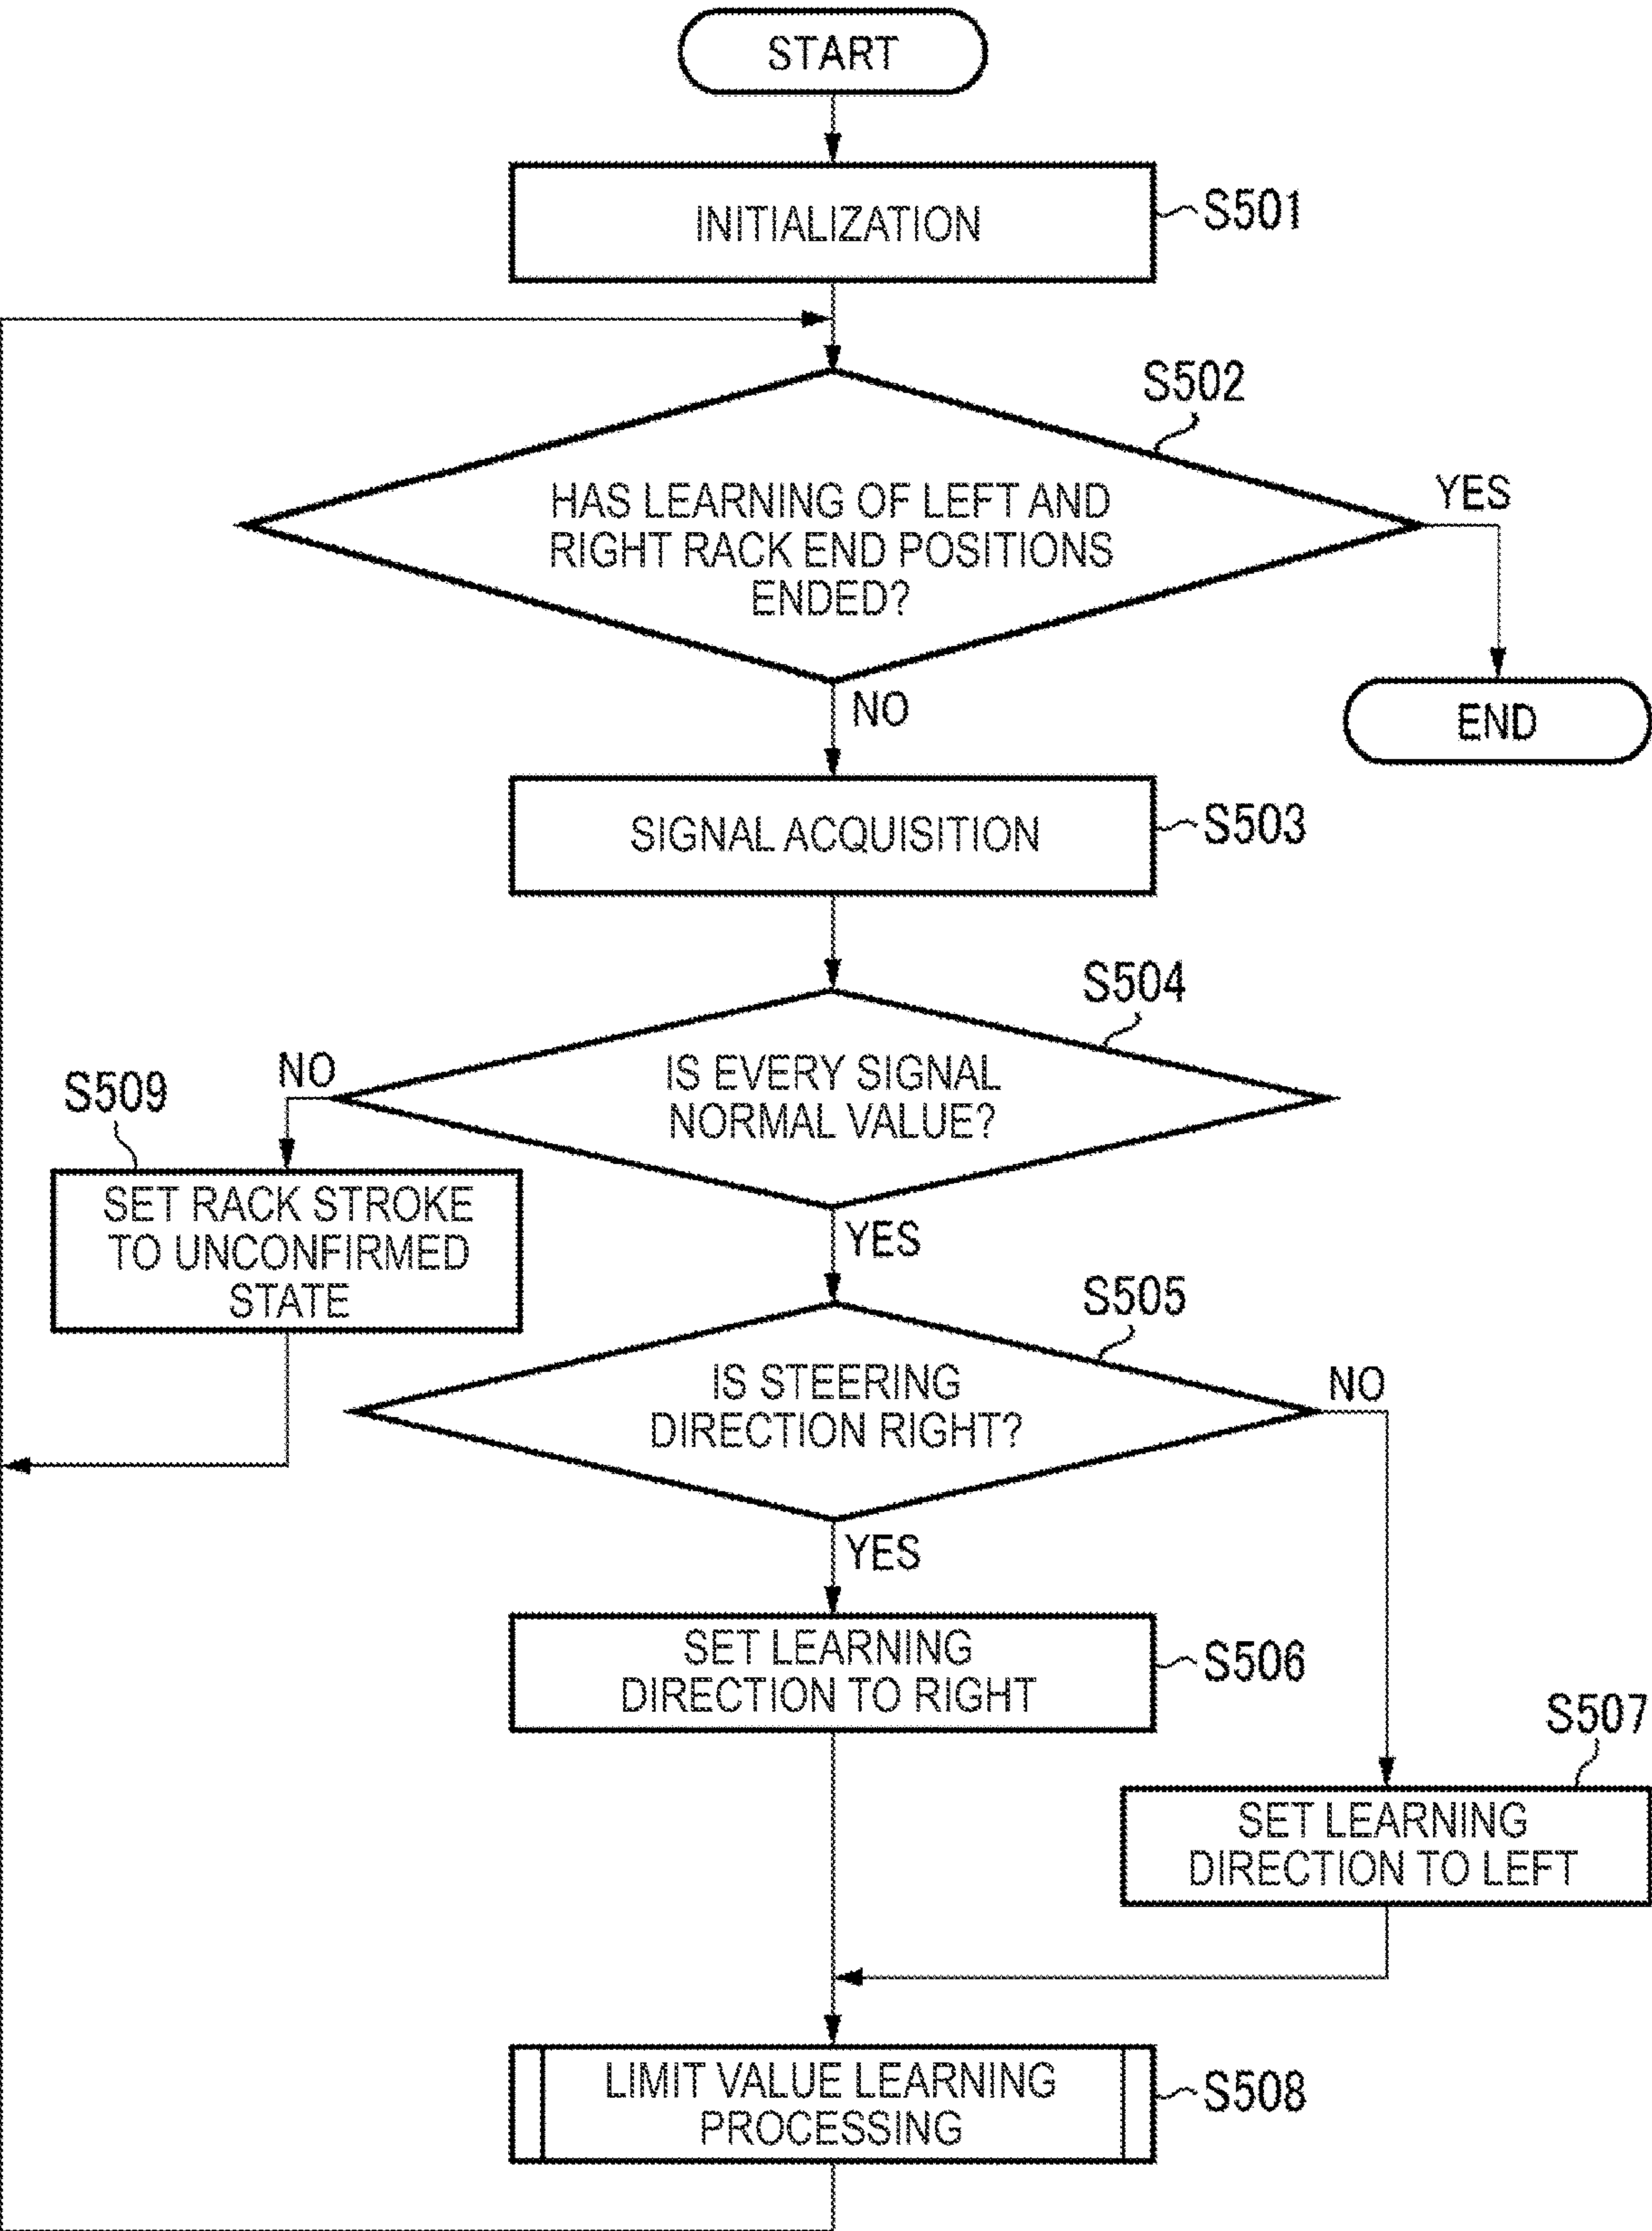 START
INITIALIZATION
S501
S502
HAS LEARNING OF LEFT AND
RIGHT RACK END POSITIONS
ENDED?
YES
NO
END
SIGNAL ACQUISITION
S503
S504
IS EVERY SIGNAL
NORMAL VALUE?
NO
S509
SET RACK STROKE
TO UNCONFIRMED
STATE
YES
S505
IS STEERING
DIRECTION RIGHT?
NO
YES
SET LEARNING
DIRECTION TO RIGHT
S506
S507
SET LEARNING
DIRECTION TO LEFT
LIMIT VALUE LEARNING
PROCESSING
S508